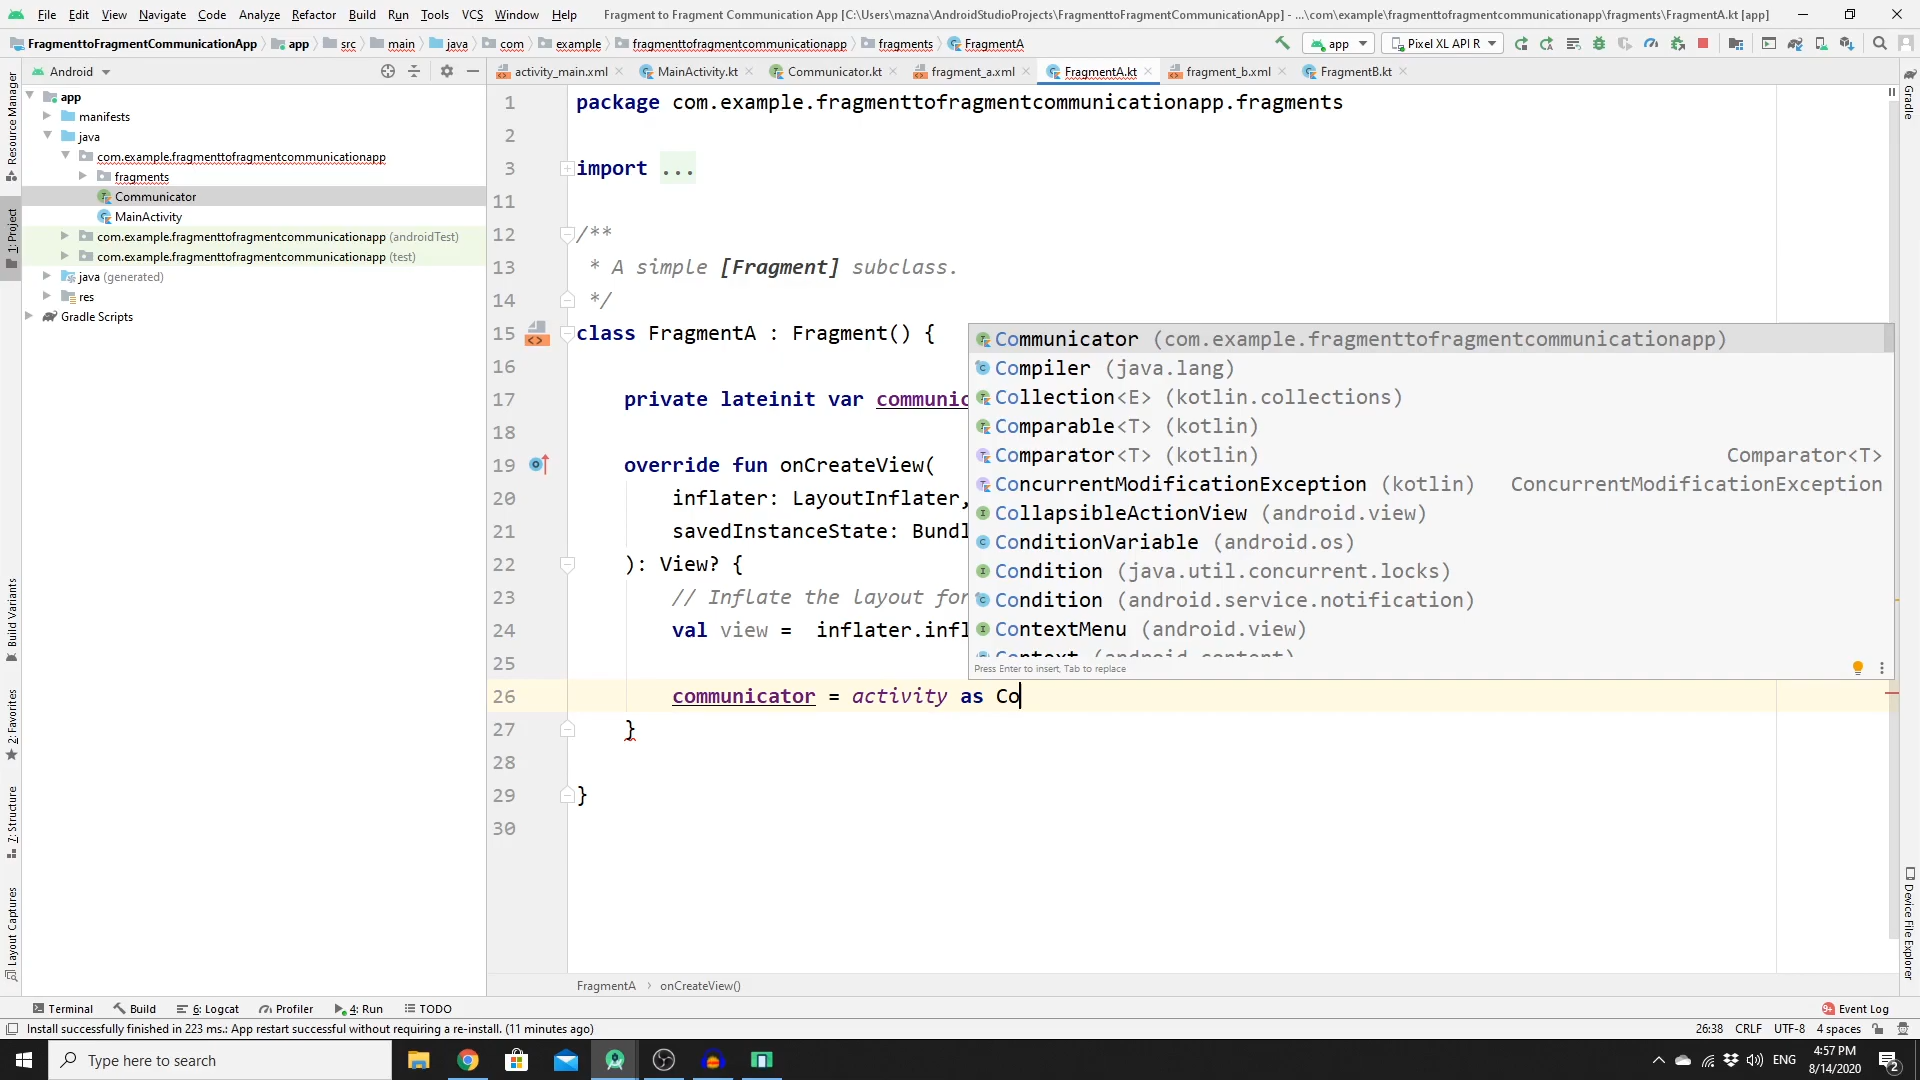 File Edit View Navigate Code Analyze Refactor Build Run Tools VCS Window Help Fragment to Fragment Communication App [C:\Users\mazna\AndroidStudioProjects\FragmenttoFragmentCommunicationApp] - ...\com\example\fragmenttofragmentcommunicationapp\fragments\FragmentA.kt [app]
FragmenttoFragmentCommunicationApp app src main java com example fragmenttofragmentcommunicationapp fragments FragmentA app Pixel XL API R
Android activity_main.xml MainActivity.kt Communicator.kt fragment_a.xml FragmentA.kt fragment_b.xml FragmentB.kt
app
manifests
java
com.example.fragmenttofragmentcommunicationapp
fragments
Communicator
MainActivity
com.example.fragmenttofragmentcommunicationapp (androidTest)
com.example.fragmenttofragmentcommunicationapp (test)
java (generated)
res
Gradle Scripts
Resource Manager
1: Project
Build Variants
2: Favorites
7: Structure
Layout Captures
1 package com.example.fragmenttofragmentcommunicationapp.fragments
2
3 import ...
11
12 /**
13 * A simple [Fragment] subclass.
14 */
15 class FragmentA : Fragment() {
16
17 private lateinit var communic
18
19 override fun onCreateView(
20 inflater: LayoutInflater,
21 savedInstanceState: Bundl
22 ): View? {
23 // Inflate the layout for
24 val view = inflater.infl
25
26 communicator = activity as Co
27 }
28
29 }
30
Communicator (com.example.fragmenttofragmentcommunicationapp)
Compiler (java.lang)
Collection<E> (kotlin.collections)
Comparable<T> (kotlin)
Comparator<T> (kotlin) Comparator<T>
ConcurrentModificationException (kotlin) ConcurrentModificationException
CollapsibleActionView (android.view)
ConditionVariable (android.os)
Condition (java.util.concurrent.locks)
Condition (android.service.notification)
ContextMenu (android.view)
Context (android.content)
Press Enter to insert, Tab to replace
Gradle
Device File Explorer
FragmentA onCreateView()
Terminal Build 6: Logcat Profiler 4: Run TODO Event Log
Install successfully finished in 223 ms.: App restart successful without requiring a re-install. (11 minutes ago) 26:38 CRLF UTF-8 4 spaces
Type here to search ENG 4:57 PM
8/14/2020 2